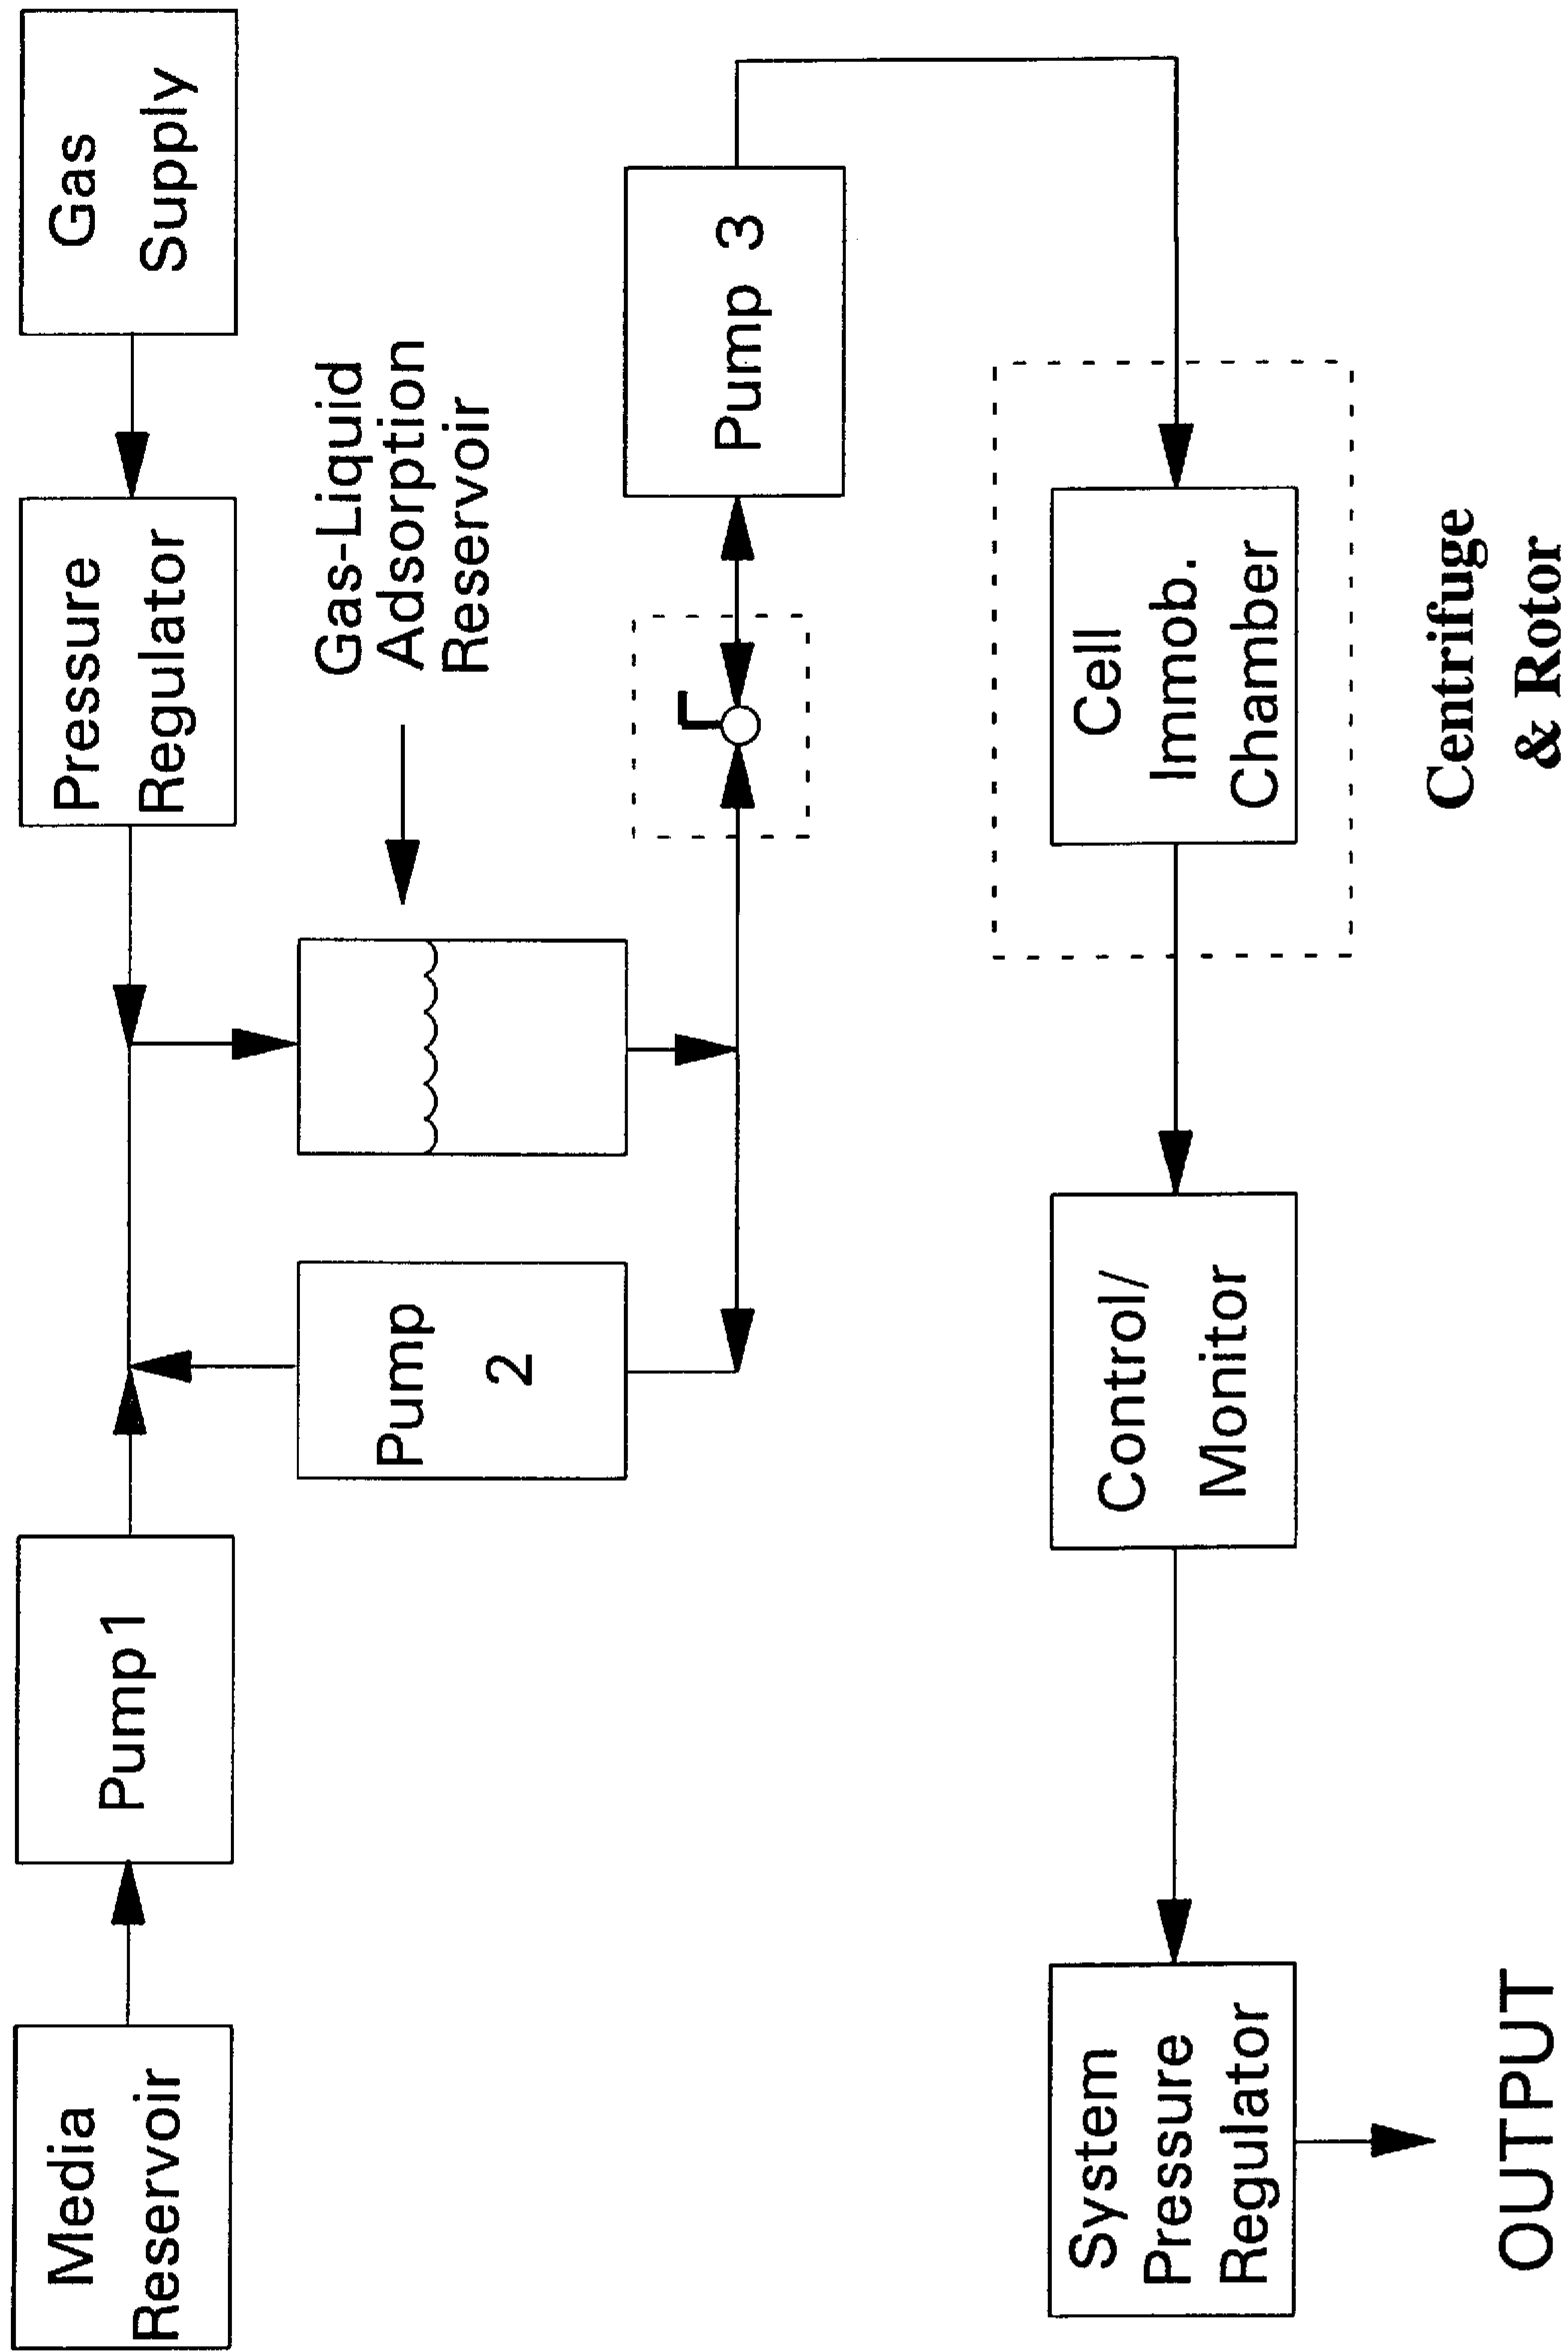 Media
Reservoir
Pump1
Pressure
Regulator
Gas
Supply
Pump
2
Gas-Liquid
Adsorption
Reservoir
Pump 3
System
Pressure
Regulator
Control/
Monitor
Cell
Immob.
Chamber
Centrifuge
& Rotor
OUTPUT